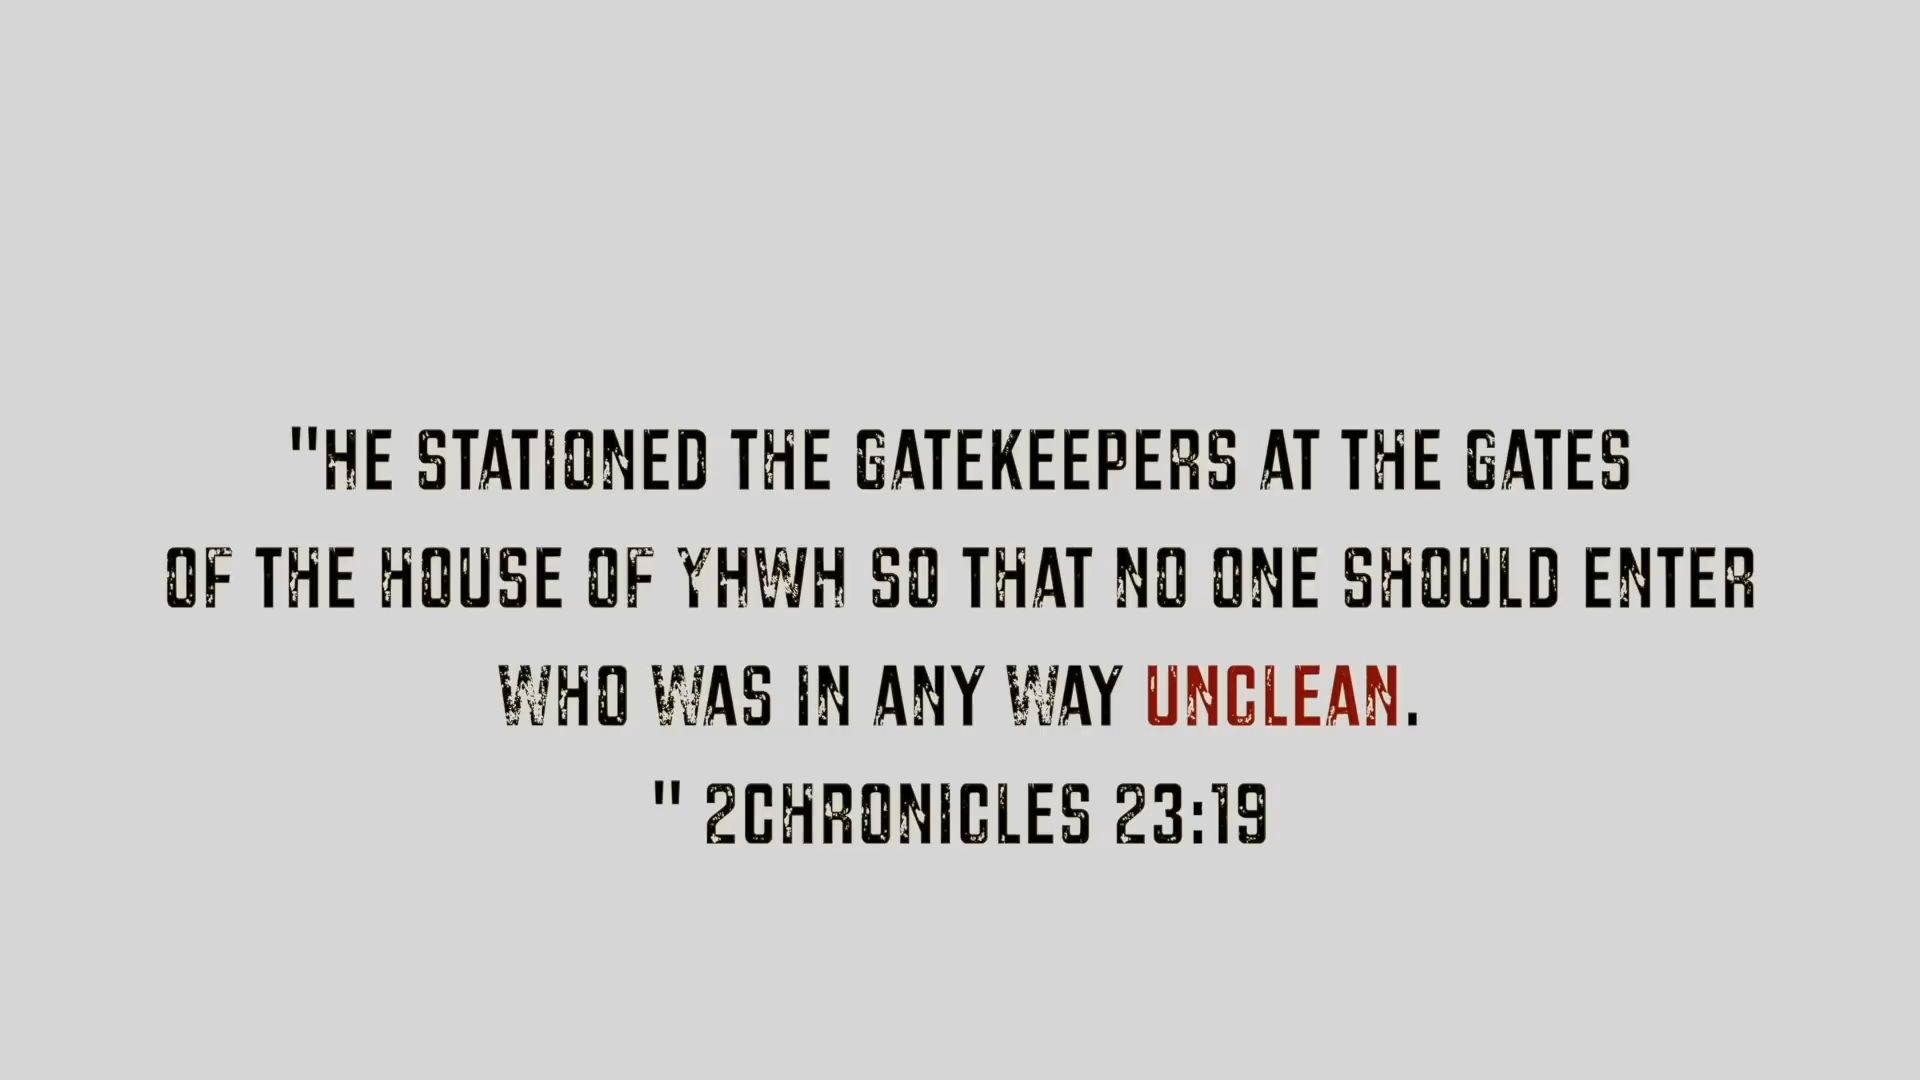 "HE STATIONED THE GATEKEEPERS AT THE GATES
OF THE HOUSE OF YHWH SO THAT NO ONE SHOULD ENTER
WHO WAS IN ANY WAY UNCLEAN.
" 2CHRONICLES 23:19